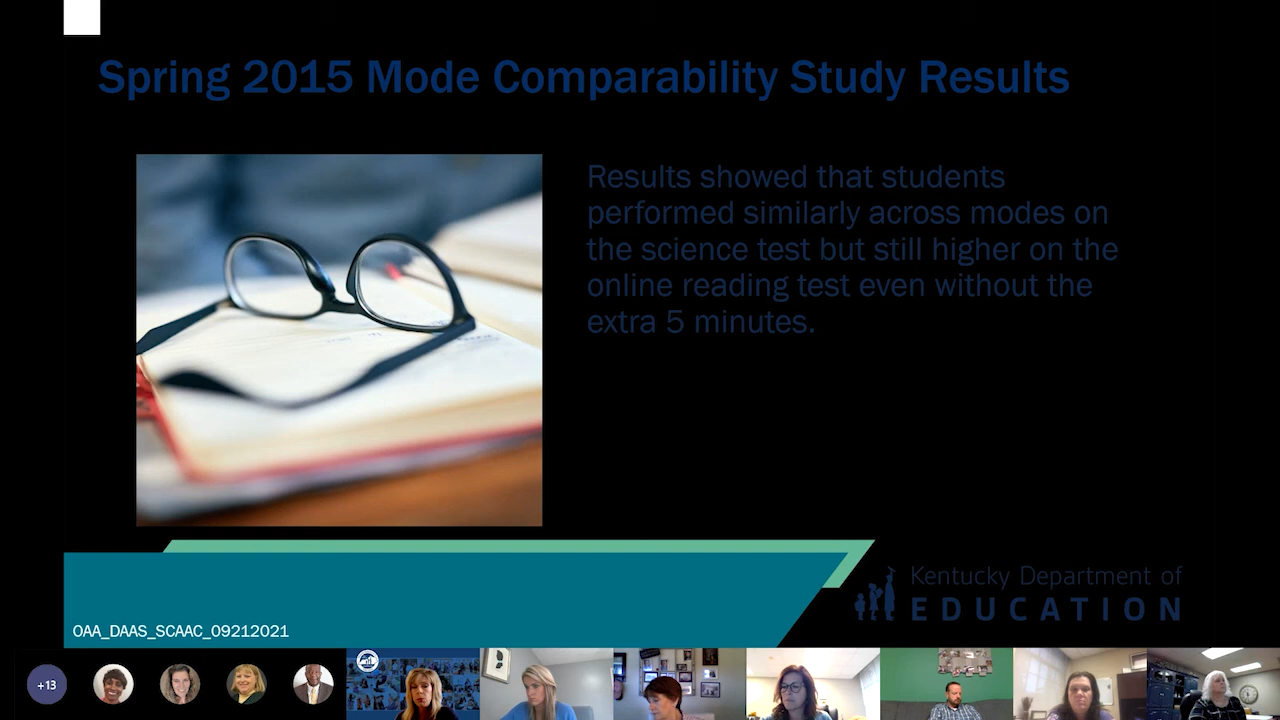 Spring 2015 Mode Comparability Study Results
Results showed that students
performed similarly across modes on
the science test but still higher on the
online reading test even without the
extra 5 minutes.
Kentucky Department of
EDUCATION
OAA_DAAS_SCAAC_09212021
+13